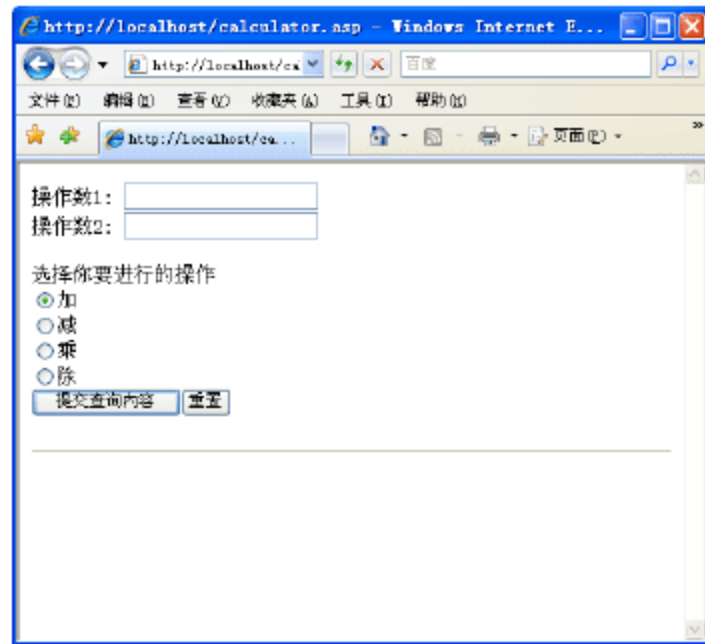 http://localhost/calculator.asp - Windows Internet E...
http://localhost/ca
百度
文件(F) 编辑(E) 查看(V) 收藏夹(A) 工具(T) 帮助(H)
http://localhost/ca... 页面(P)
操作数1:
操作数2:
选择你要进行的操作
加
减
乘
除
提交查询内容 重置